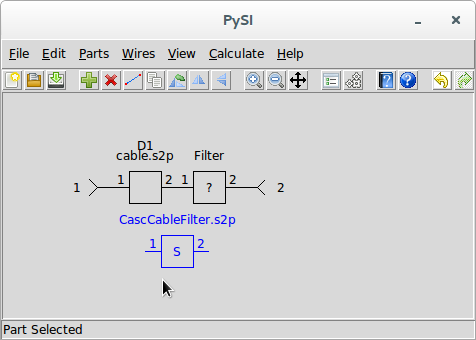 PySI
File Edit Parts Wires View Calculate Help
D1
cable.s2p Filter
1 1 2 1 ? 2 2
CascCableFilter.s2p
1 S 2
Part Selected